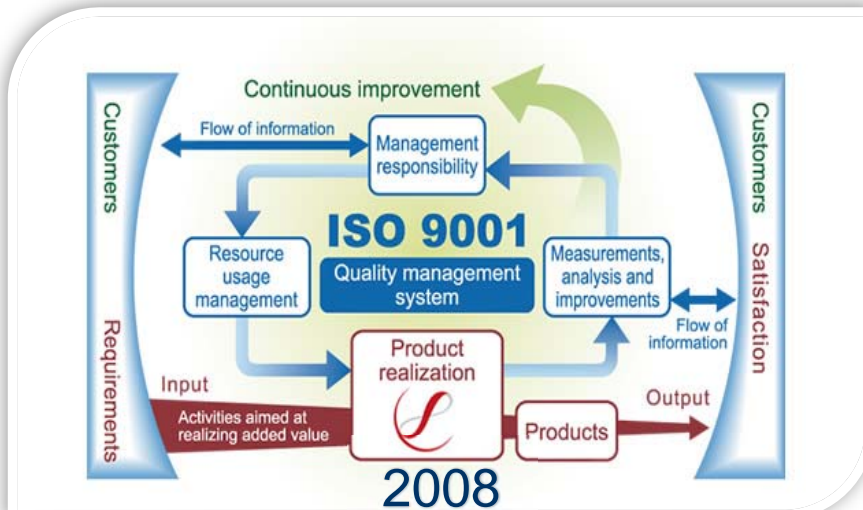 Continuous improvement
Customers
Requirements
Flow of information
Management
responsibility
ISO 9001
Quality management
system
Resource
usage
management
Measurements,
analysis and
improvements
Flow of
information
Customers
Satisfaction
Input
Activities aimed at
realizing added value
Product
realization
Products
Output
2008